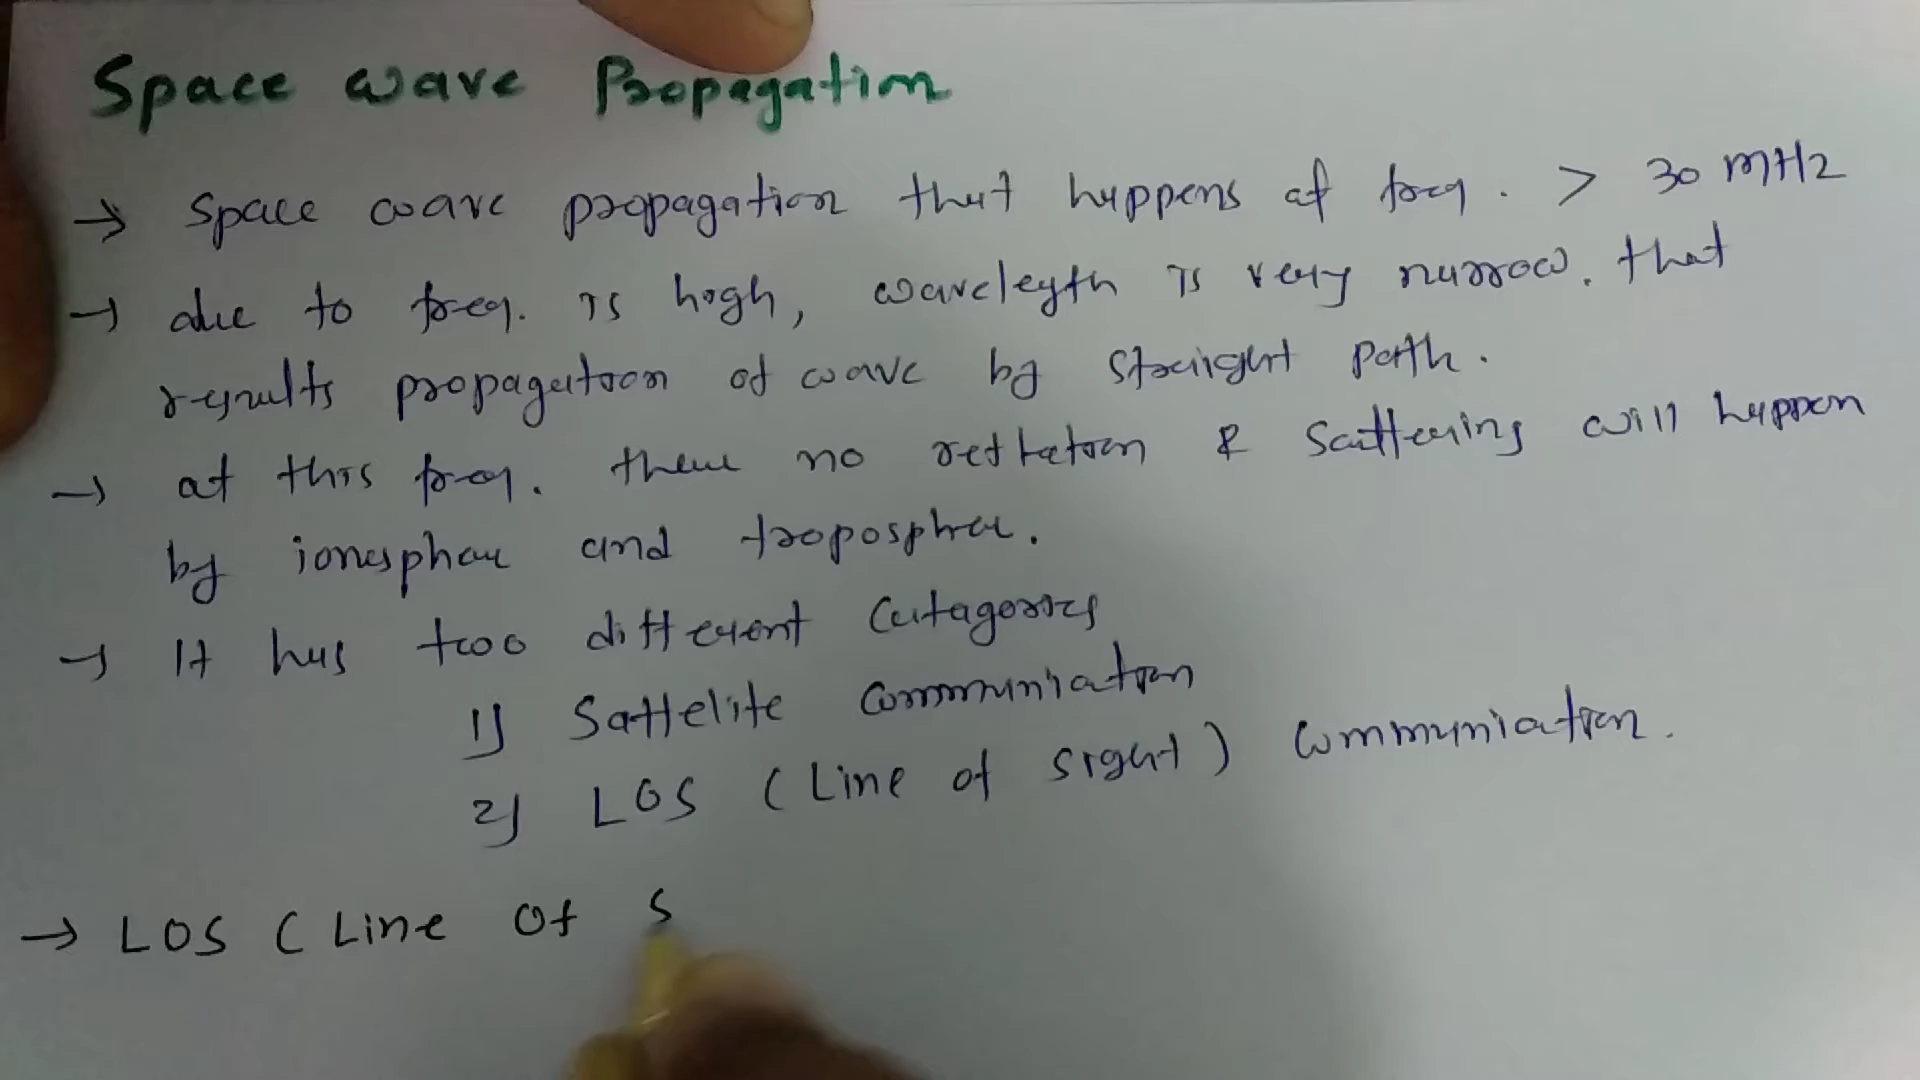 Space wave Propagation
→ Space wave propagation that happens at freq. > 30 MHz
→ due to freq. is high, wavelength is very narrow. that
results propagation of wave by straight path.
→ at this freq. there no reflection & Scattering will happen
by ionosphere and troposphere.
→ It has two different Catagories
1) Sattelite Communication
2) LOS (Line of sight) Communication.
→ LOS (Line of S